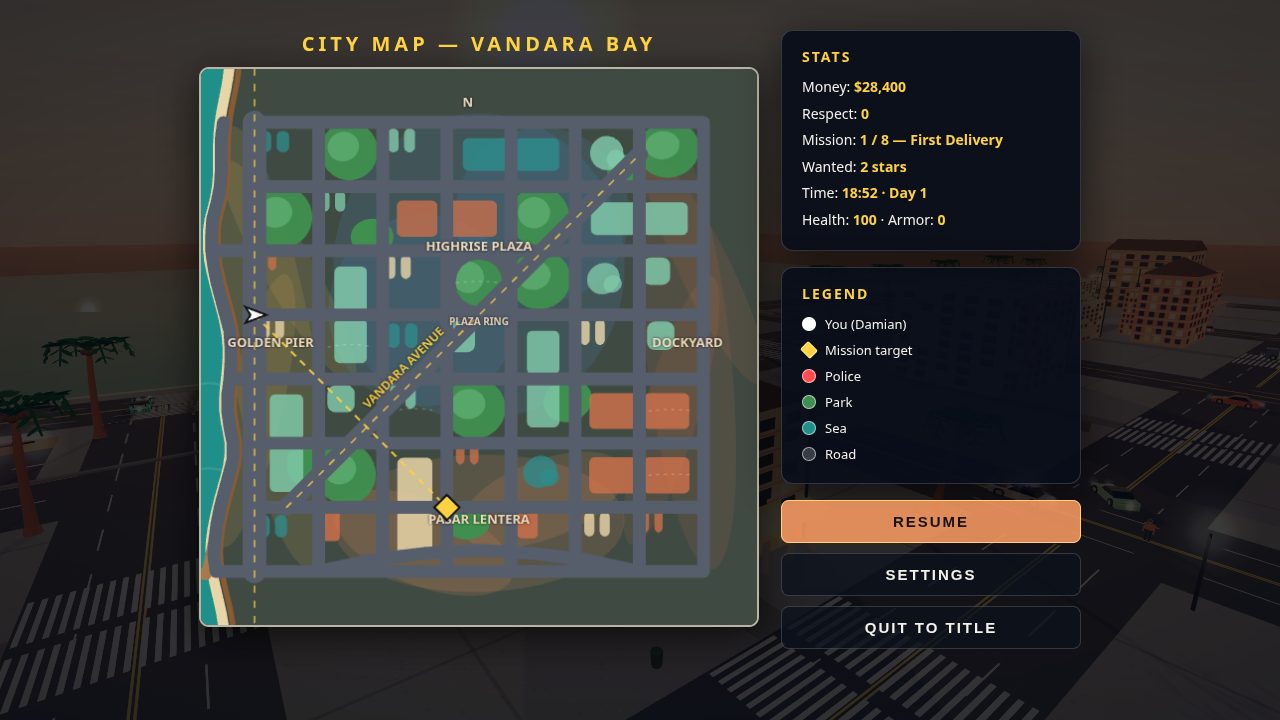 CITY MAP — VANDARA BAY
N
HIGHRISE PLAZA
PLAZA RING
GOLDEN PIER
DOCKYARD
VANDARA AVENUE
PASAR LENTERA
STATS
Money: $28,400
Respect: 0
Mission: 1 / 8 — First Delivery
Wanted: 2 stars
Time: 18:52 · Day 1
Health: 100 · Armor: 0
LEGEND
You (Damian)
Mission target
Police
Park
Sea
Road
RESUME
SETTINGS
QUIT TO TITLE